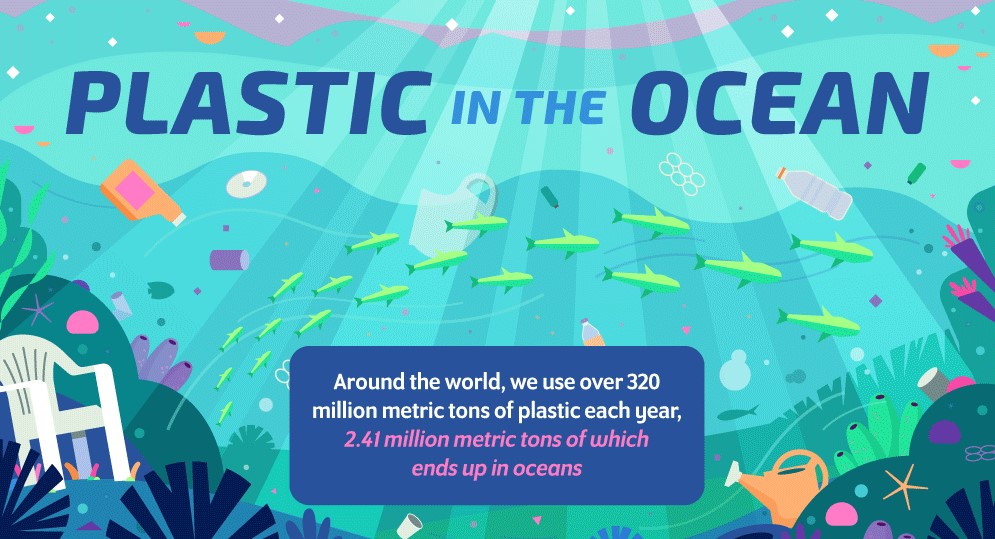 PLASTIC IN THE OCEAN
Around the world, we use over 320
million metric tons of plastic each year,
2.41 million metric tons of which
ends up in oceans